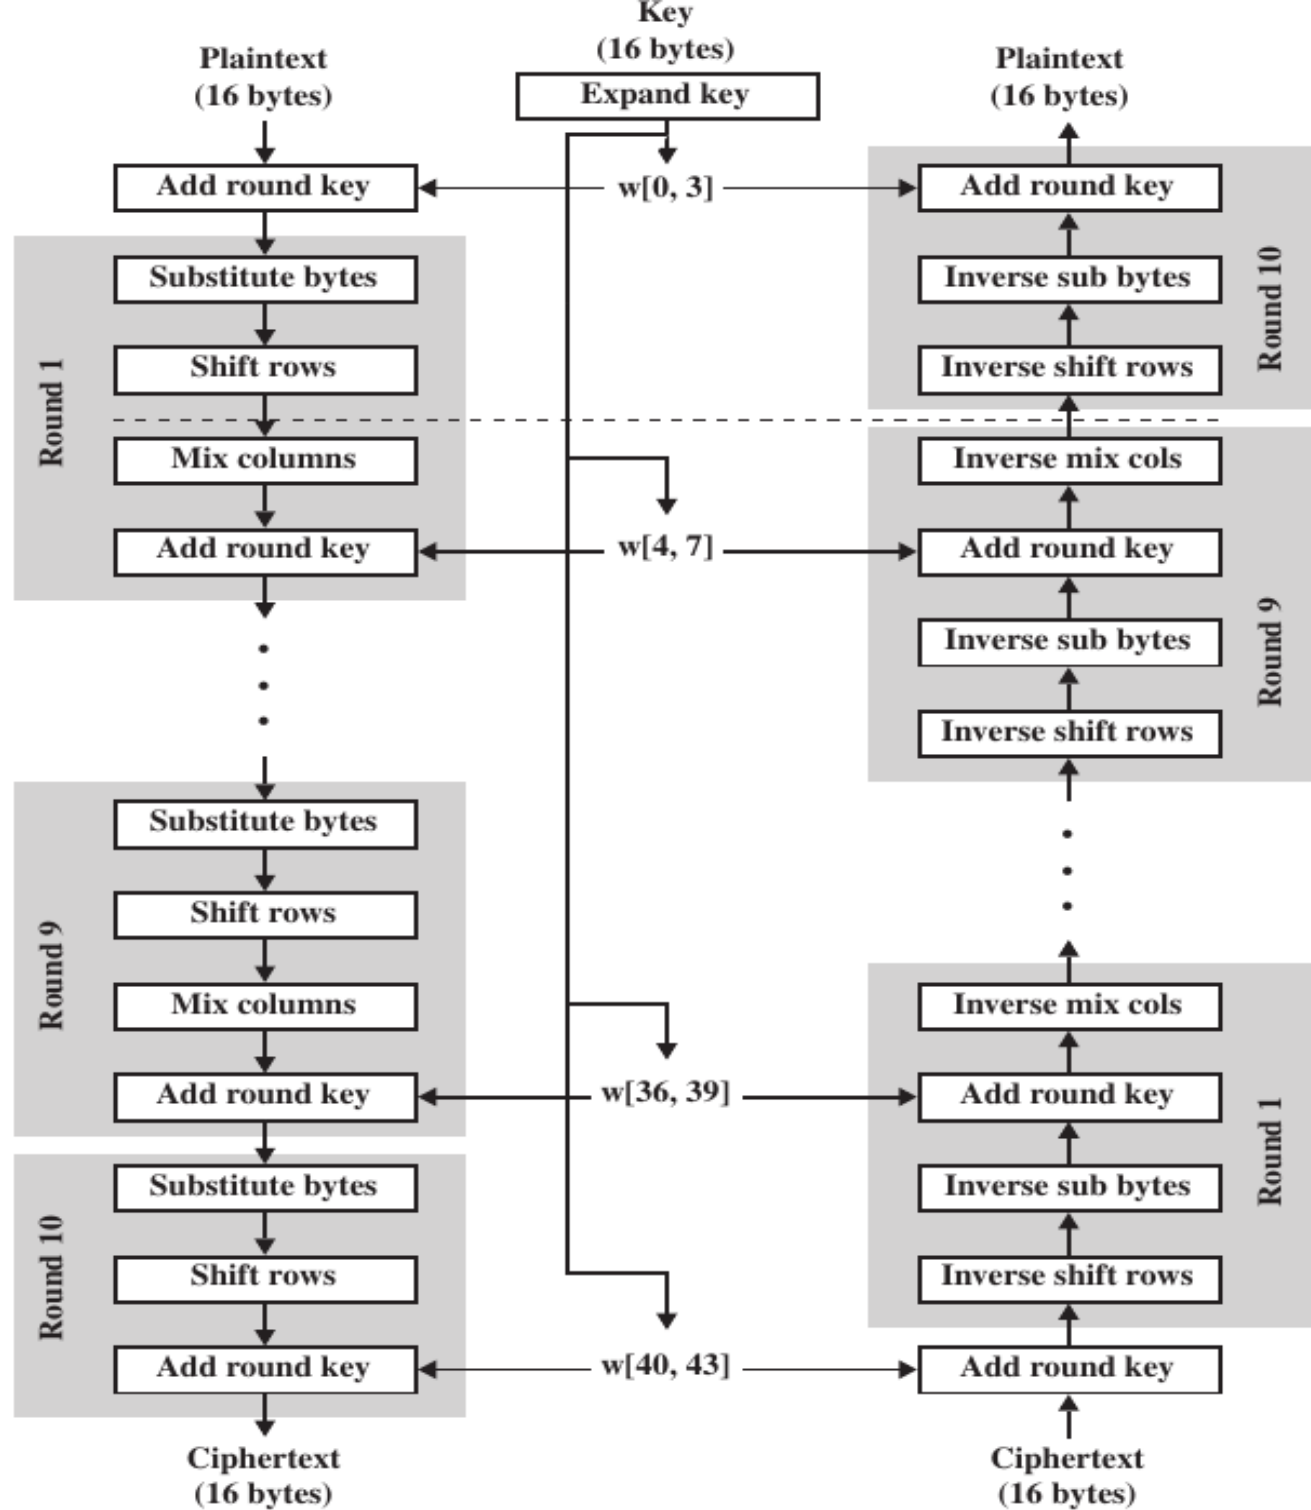 Key
(16 bytes)
Expand key
Plaintext
(16 bytes)
Add round key
Round 1
Substitute bytes
Shift rows
Mix columns
Add round key
Round 9
Substitute bytes
Shift rows
Mix columns
Add round key
Round 10
Substitute bytes
Shift rows
Add round key
Ciphertext
(16 bytes)
w[0, 3]
w[4, 7]
w[36, 39]
w[40, 43]
Plaintext
(16 bytes)
Add round key
Inverse sub bytes
Inverse shift rows
Round 10
Inverse mix cols
Add round key
Inverse sub bytes
Inverse shift rows
Round 9
Inverse mix cols
Add round key
Inverse sub bytes
Inverse shift rows
Round 1
Add round key
Ciphertext
(16 bytes)